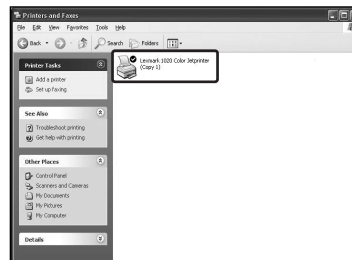 Printers and Faxes
File Edit View Favorites Tools Help
Back Search Folders
Printer Tasks
Add a printer
Set up faxing
Lexmark 1020 Color Jetprinter
(Copy 1)
See Also
Troubleshoot printing
Get help with printing
Other Places
Control Panel
Scanners and Cameras
My Documents
My Pictures
My Computer
Details